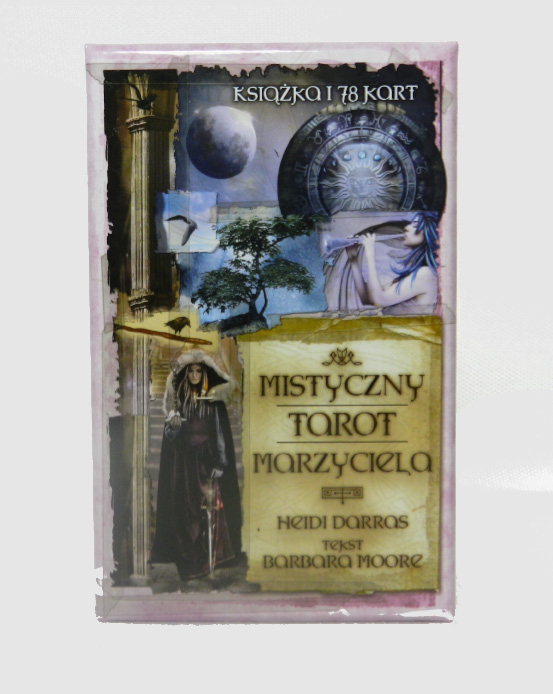 KSIĄŻKA I 78 KART
MISTYCZNY
TAROT
MARZYCIELA
HEIDI DARRAS
TEKST
BARBARA MOORE